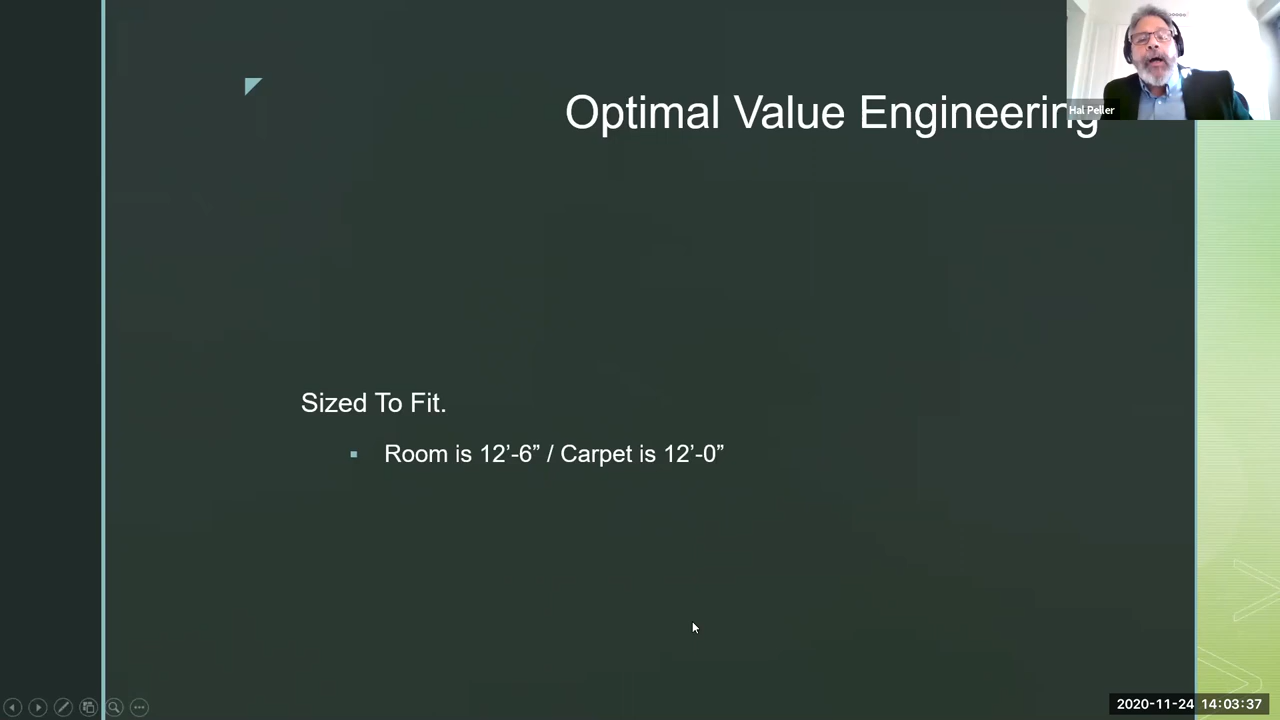 Optimal Value Engineering
Hal Peller
Sized To Fit.
▪ Room is 12’-6” / Carpet is 12’-0”
2020-11-24 14:03:37